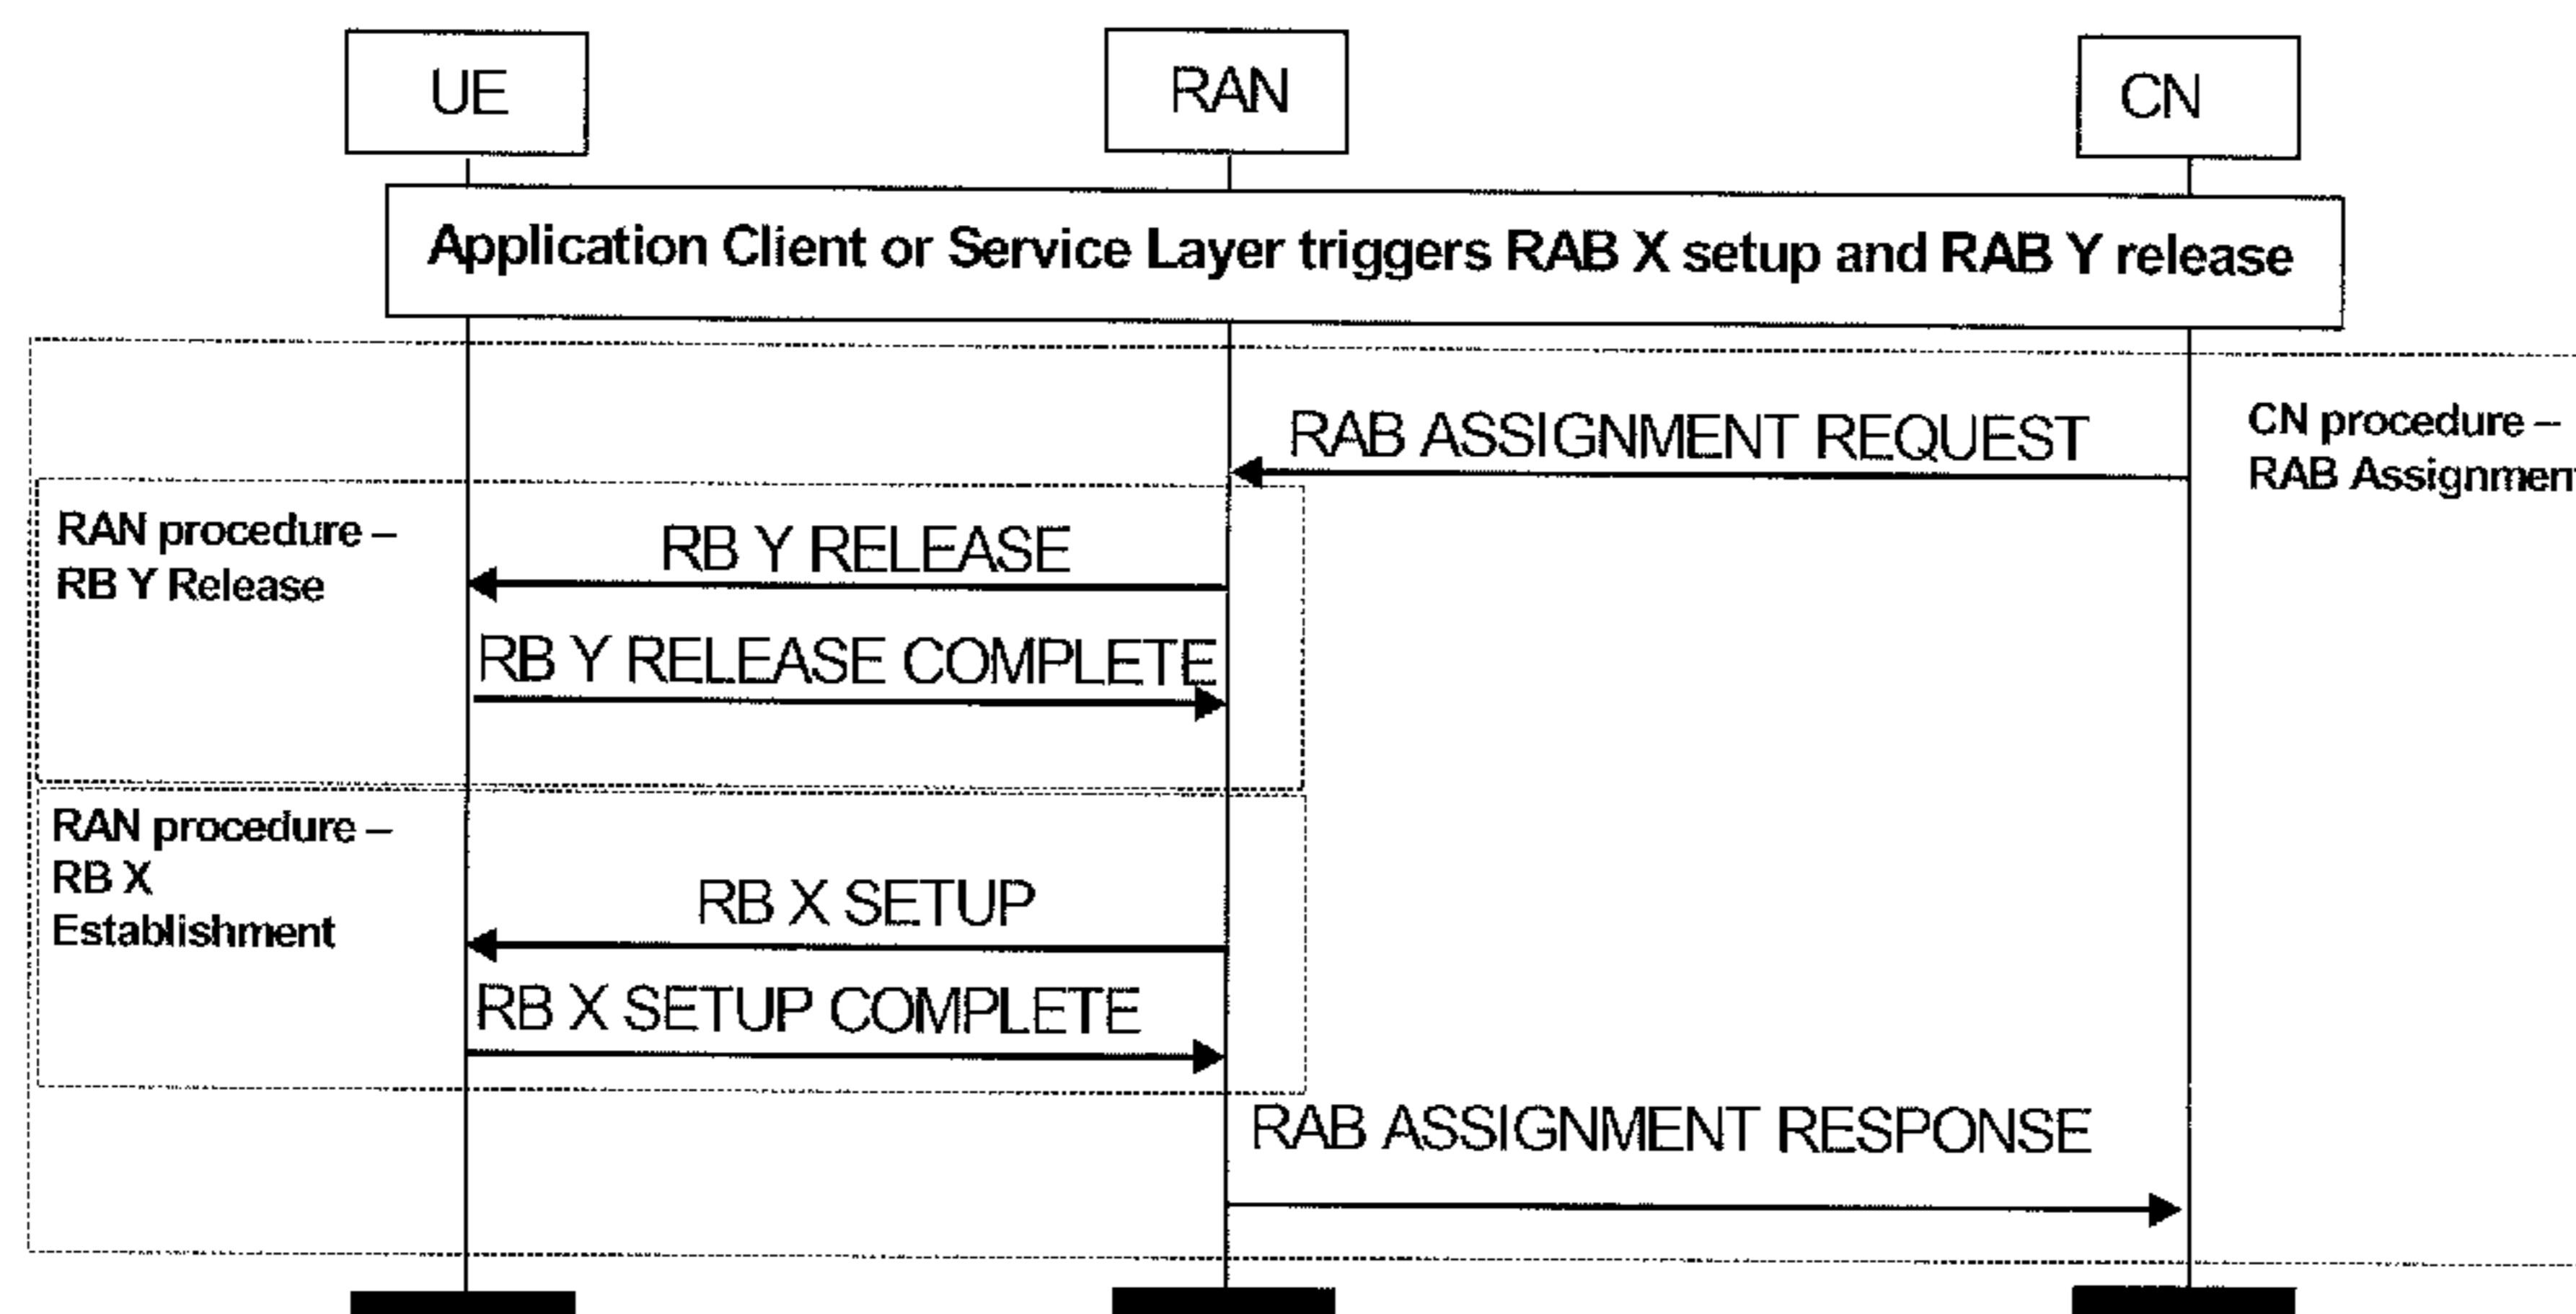 UE
RAN
CN
Application Client or Service Layer triggers RAB X setup and RAB Y release
RAB ASSIGNMENT REQUEST
CN procedure –
RAB Assignment
RAN procedure –
RB Y Release
RB Y RELEASE
RB Y RELEASE COMPLETE
RAN procedure –
RB X
Establishment
RB X SETUP
RB X SETUP COMPLETE
RAB ASSIGNMENT RESPONSE